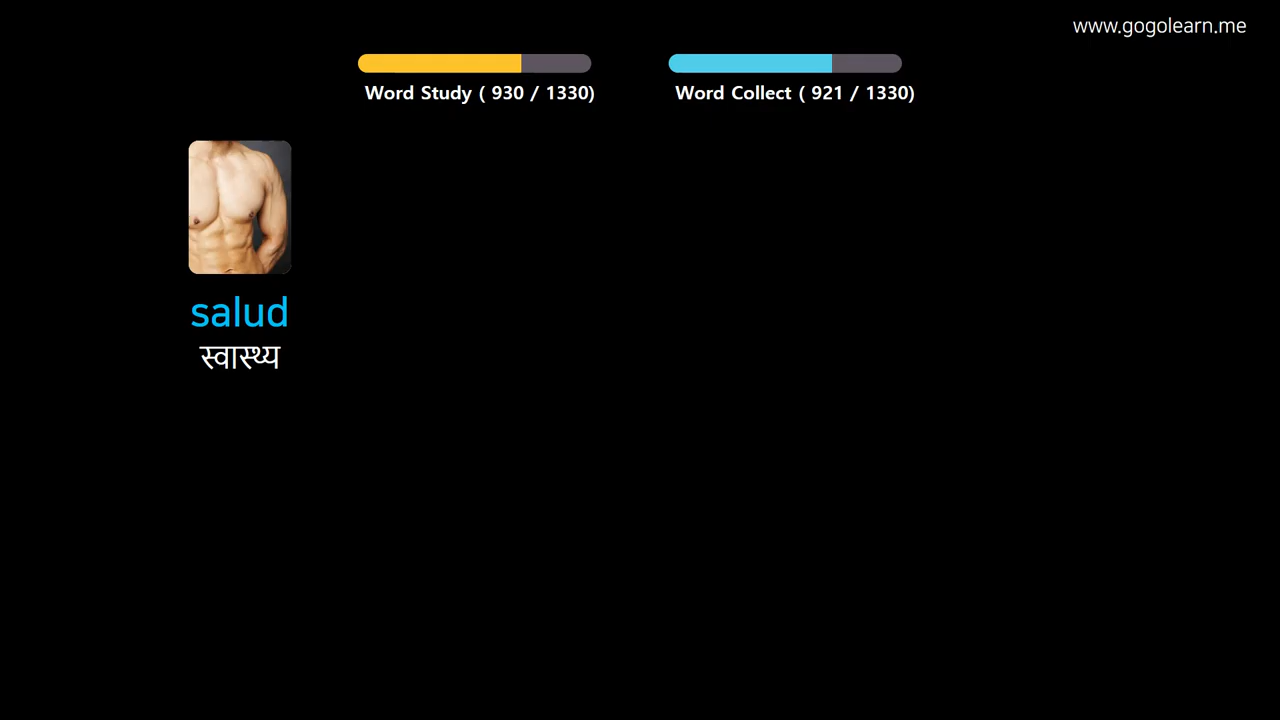 www.gogolearn.me
Word Study ( 930 / 1330)
Word Collect ( 921 / 1330)
salud
स्वास्थ्य